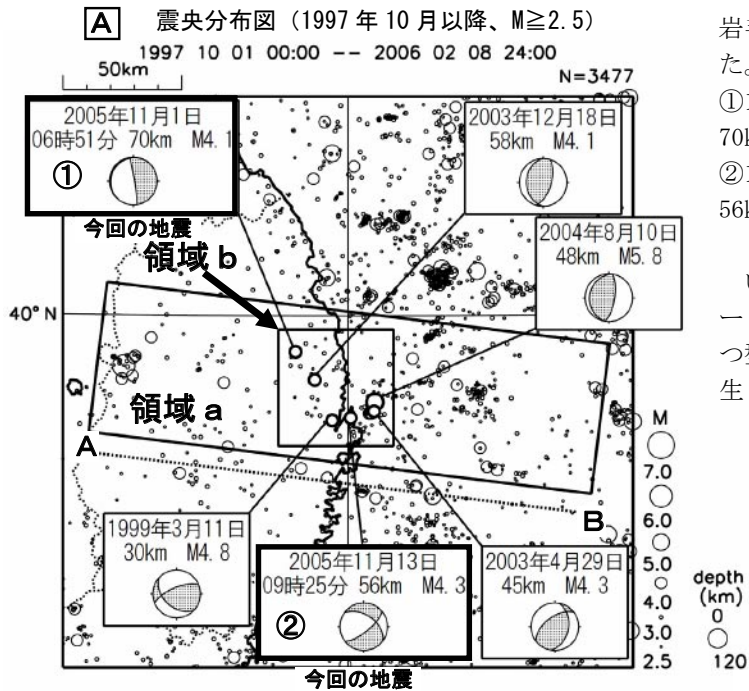 A 震央分布図（1997 年 10 月以降、M≧2.5）
1997 10 01 00:00 -- 2006 02 08 24:00
50km
N=3477
2005年11月1日
06時51分 70km M4.1
①
今回の地震
2003年12月18日
58km M4.1
2004年8月10日
48km M5.8
領域 b
40°N
領域 a
A
B
1999年3月11日
30km M4.8
2005年11月13日
09時25分 56km M4.3
②
今回の地震
2003年4月29日
45km M4.3
M
7.0
6.0
5.0
4.0
3.0
2.5
depth
(km)
0
120
た。
①1
70k
②1
56k
ー
つ
生